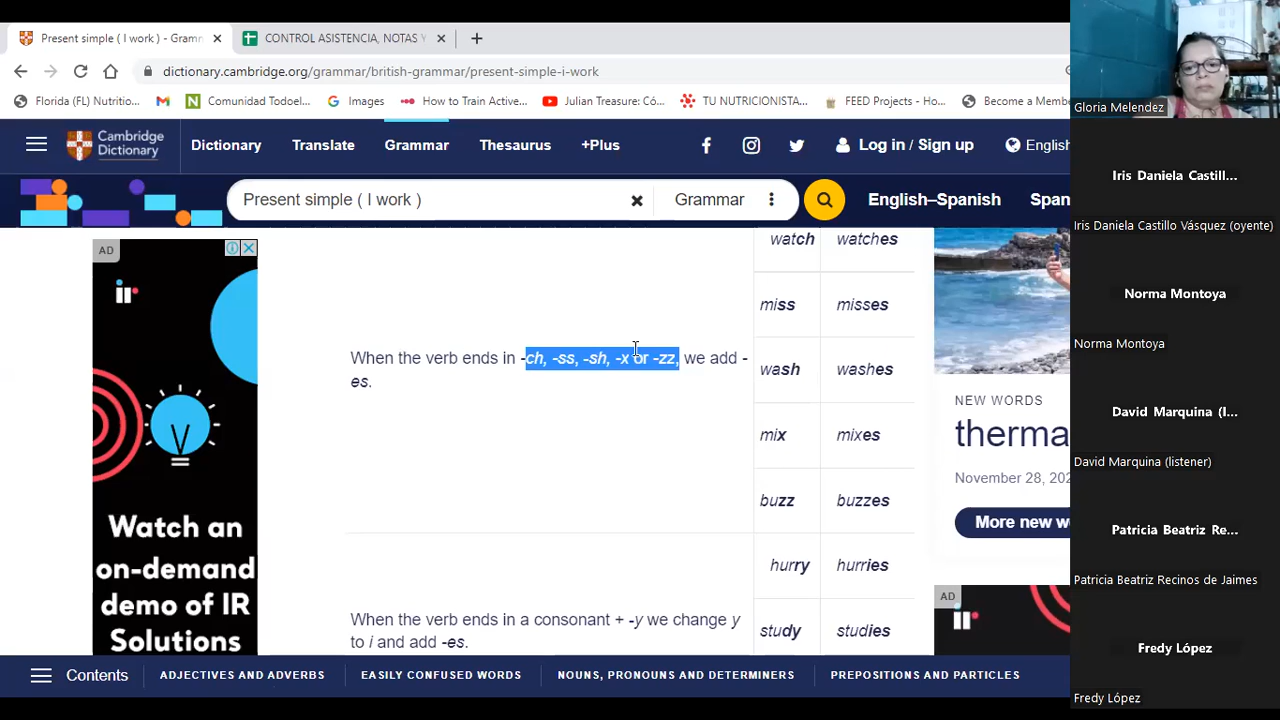 Present simple ( I work ) - Gramm
CONTROL ASISTENCIA, NOTAS Y
dictionary.cambridge.org/grammar/british-grammar/present-simple-i-work
Florida (FL) Nutritio...
Comunidad Todoel...
Images
How to Train Active...
Julian Treasure: Có...
TU NUTRICIONISTA...
FEED Projects - Ho...
Become a Membe
Cambridge
Dictionary
Dictionary
Translate
Grammar
Thesaurus
+Plus
Log in / Sign up
English
Present simple ( I work )
Grammar
English–Spanish
Span
AD
ir
Watch an
on-demand
demo of IR
Solutions
watch watches
miss misses
When the verb ends in -ch, -ss, -sh, -x or -zz, we add -
es.
wash washes
mix mixes
buzz buzzes
hurry hurries
When the verb ends in a consonant + -y we change y
to i and add -es.
study studies
NEW WORDS
therma
November 28, 202
More new w
AD
ir
Contents
ADJECTIVES AND ADVERBS
EASILY CONFUSED WORDS
NOUNS, PRONOUNS AND DETERMINERS
PREPOSITIONS AND PARTICLES
Gloria Melendez
Iris Daniela Castill...
Iris Daniela Castillo Vásquez (oyente)
Norma Montoya
Norma Montoya
David Marquina (l...
David Marquina (listener)
Patricia Beatriz Re...
Patricia Beatriz Recinos de Jaimes
Fredy López
Fredy López